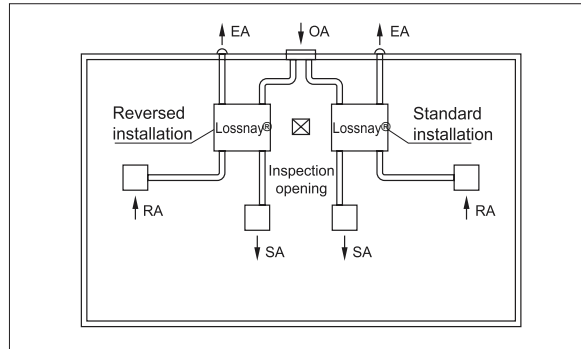 EA
OA
EA
Reversed
installation
Lossnay®
Lossnay®
Standard
installation
Inspection
opening
RA
SA
SA
RA